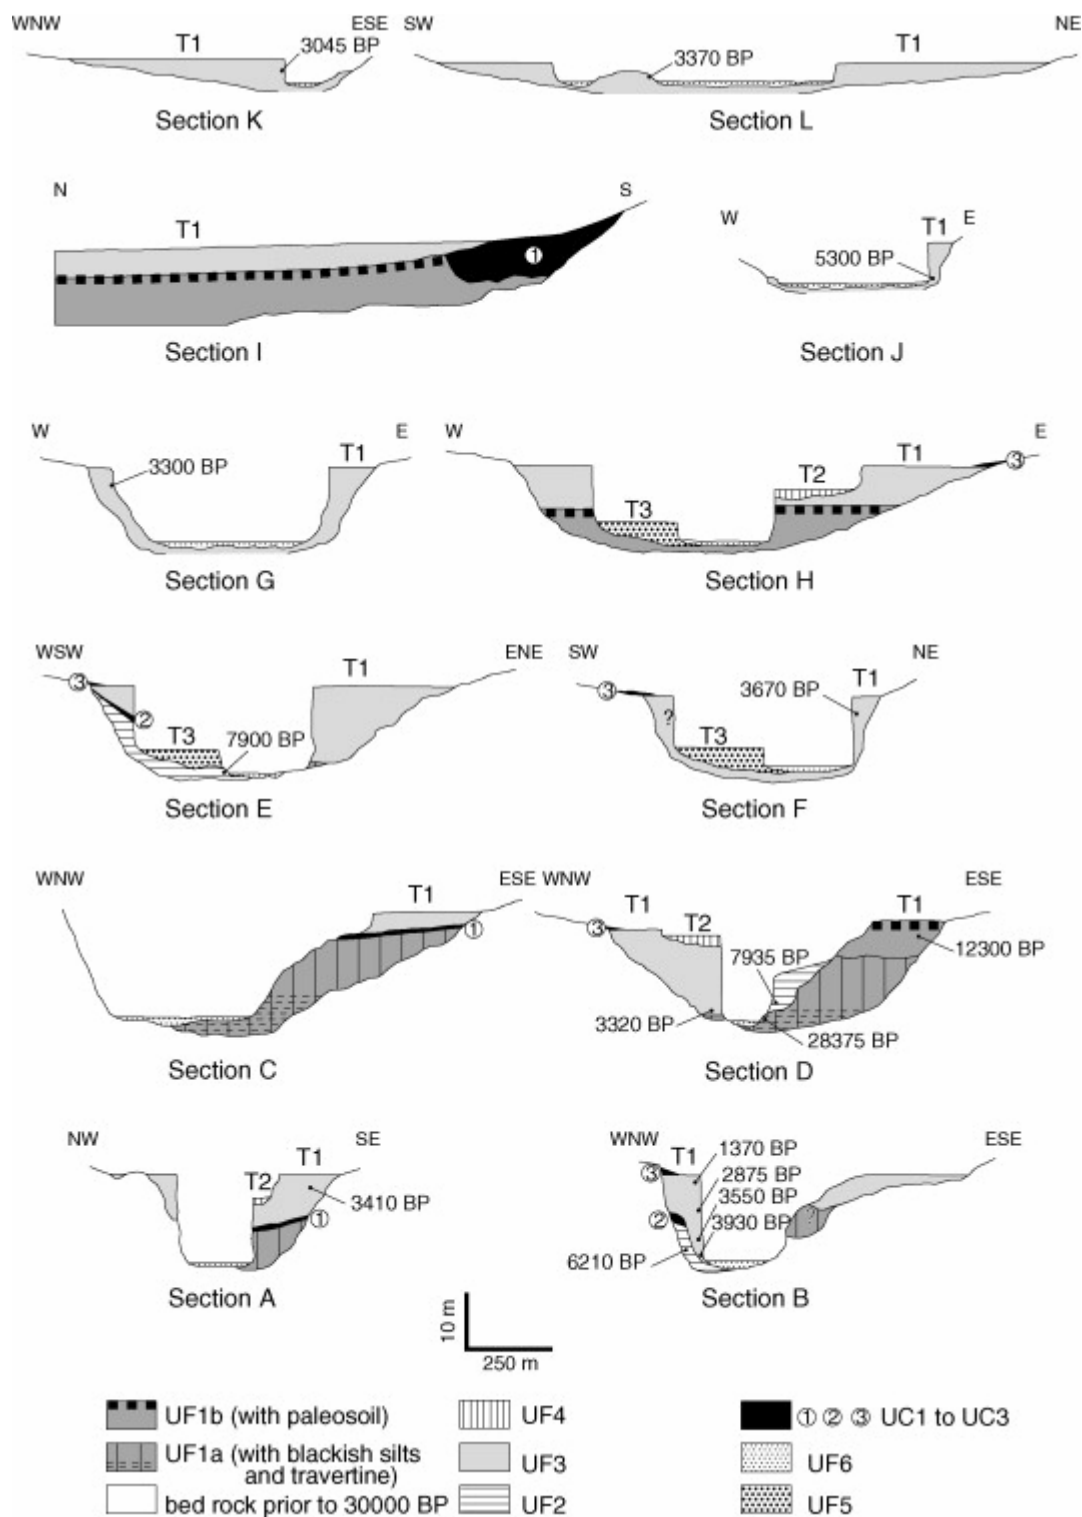 WNW ESE SW NE
T1 3045 BP 3370 BP T1
Section K Section L
N S
T1 ① W T1 E
5300 BP
Section I Section J
W E W E
3300 BP T1 T1 ③
T2
T3
Section G Section H
WSW ENE SW NE
③ T1 ③ 3670 BP T1
② ?
T3 7900 BP T3
Section E Section F
WNW ESE WNW ESE
T1 ① ③ T1 T2 T1
7935 BP 12300 BP
3320 BP 28375 BP
Section C Section D
NW SE WNW ESE
T1 T2 ③ T1 1370 BP
3410 BP 2875 BP
① ② 3550 BP
3930 BP ?
6210 BP
Section A Section B
10 m
250 m
UF1b (with paleosoil) UF4 ① ② ③ UC1 to UC3
UF1a (with blackish silts
and travertine) UF3 UF6
bed rock prior to 30000 BP UF2 UF5